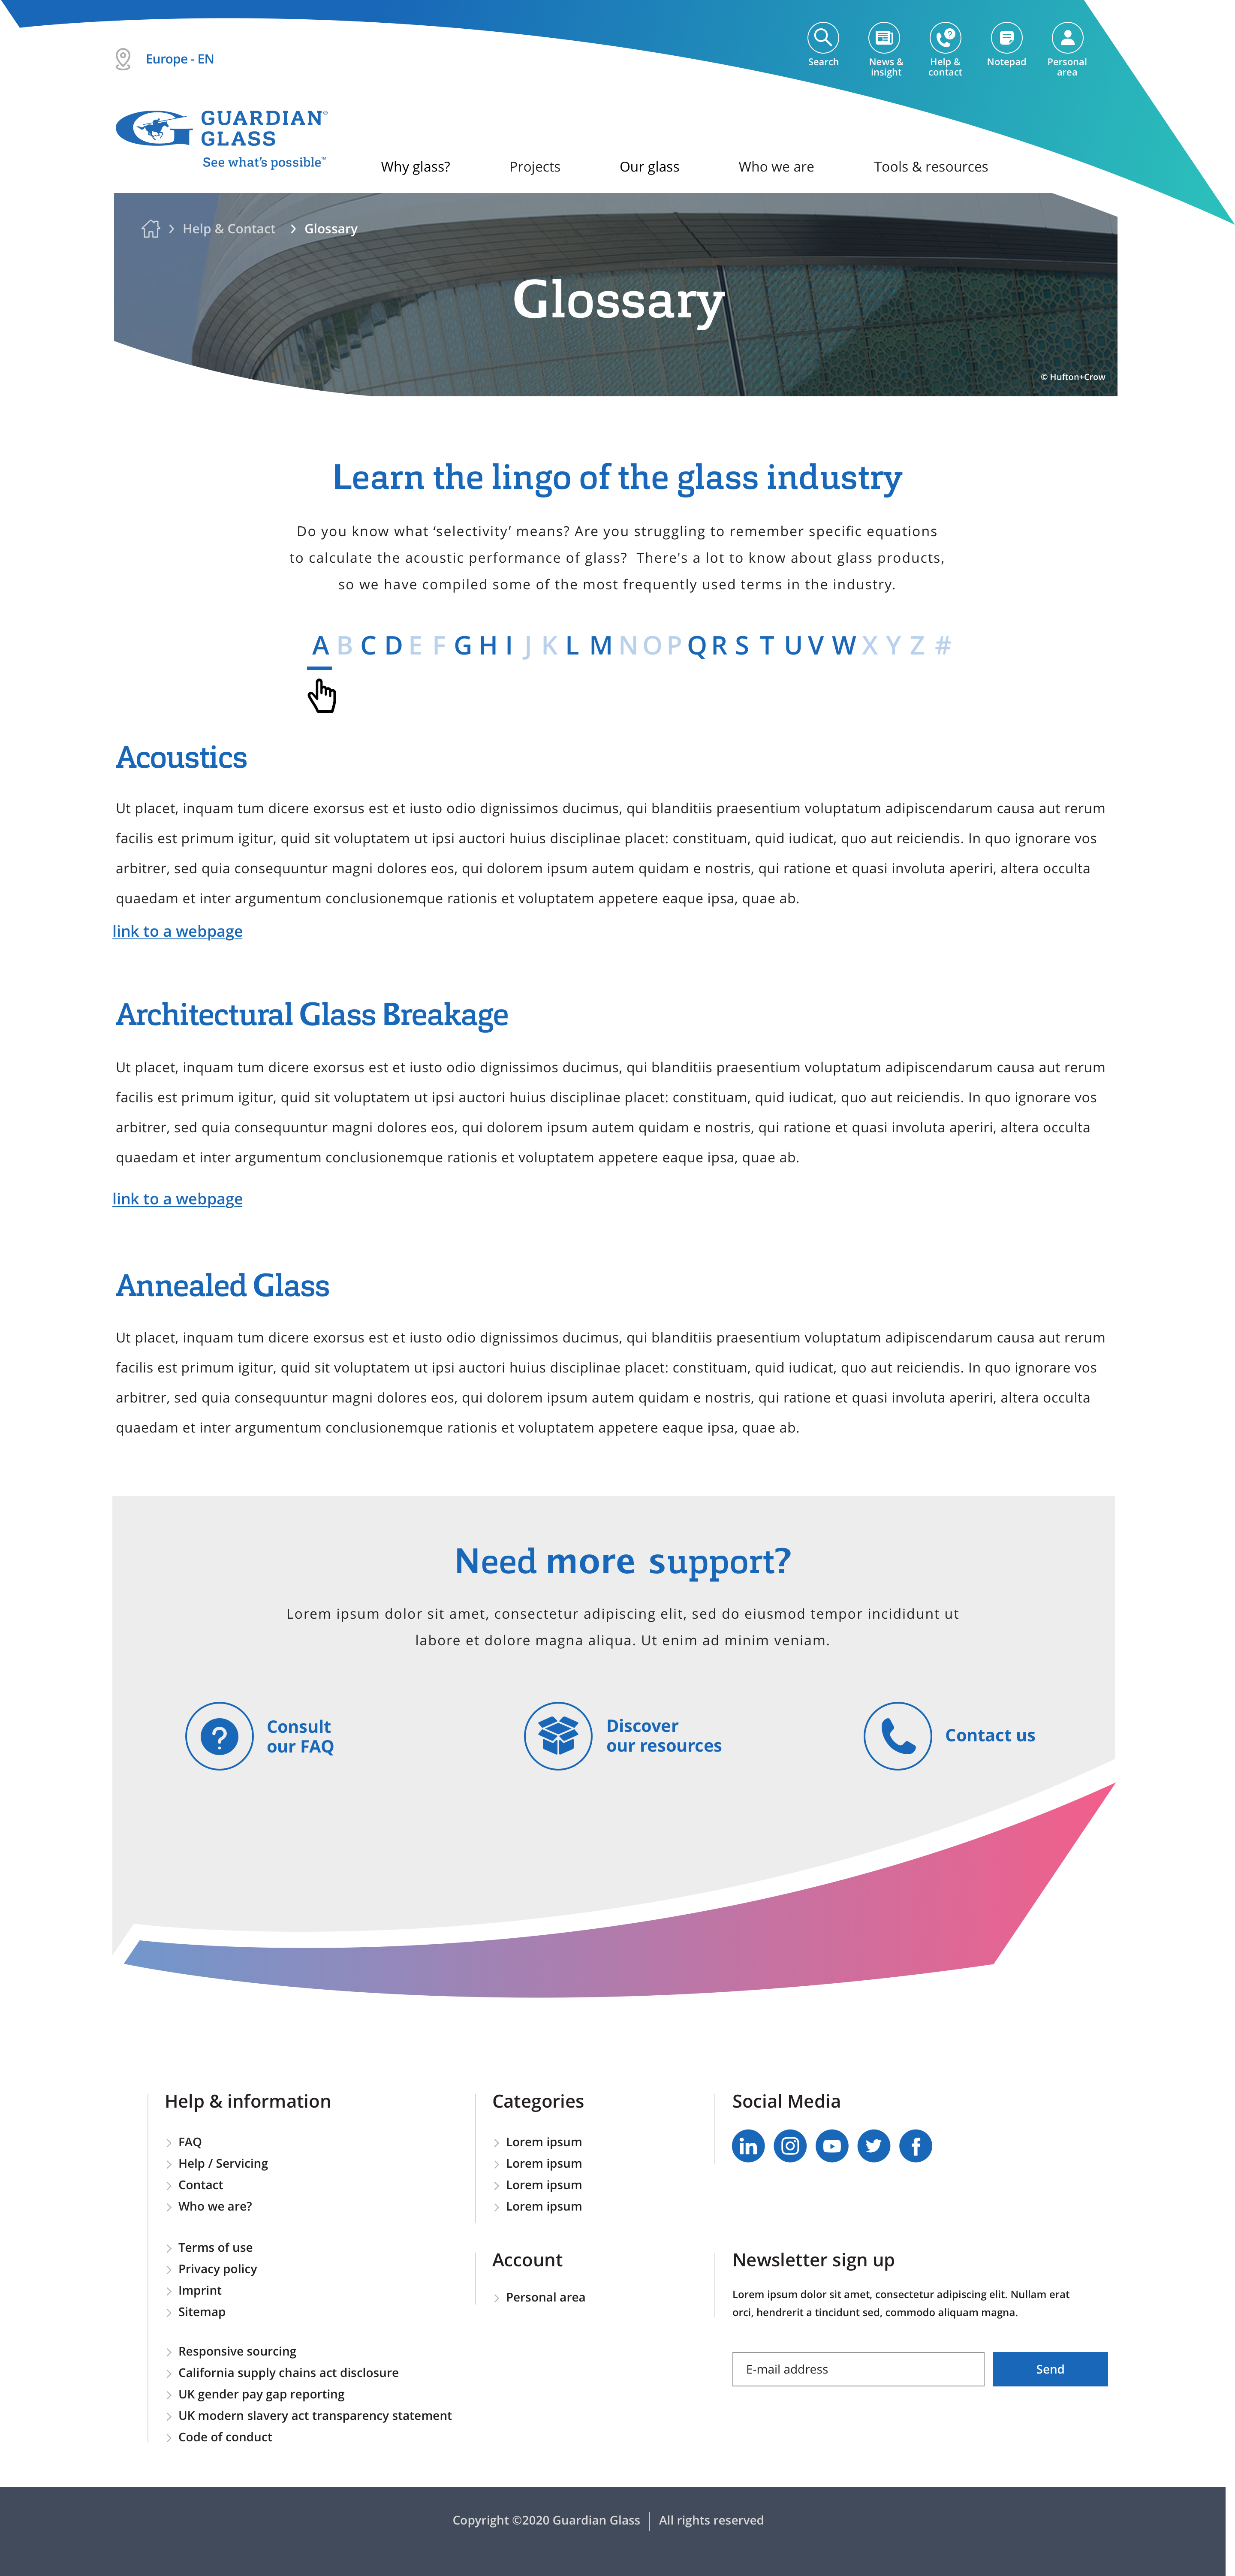 Europe - EN
Search
News &
insight
Help &
contact
Notepad
Personal
area
GUARDIAN®
GLASS
See what's possible™
Why glass?
Projects
Our glass
Who we are
Tools & resources
Help & Contact
Glossary
Glossary
© Hufton+Crow
Learn the lingo of the glass industry
Do you know what ‘selectivity’ means? Are you struggling to remember specific equations
to calculate the acoustic performance of glass? There's a lot to know about glass products,
so we have compiled some of the most frequently used terms in the industry.
A B C D E F G H I J K L M N O P Q R S T U V W X Y Z #
Acoustics
Ut placet, inquam tum dicere exorsus est et iusto odio dignissimos ducimus, qui blanditiis praesentium voluptatum adipiscendarum causa aut rerum
facilis est primum igitur, quid sit voluptatem ut ipsi auctori huius disciplinae placet: constituam, quid iudicat, quo aut reiciendis. In quo ignorare vos
arbitrer, sed quia consequuntur magni dolores eos, qui dolorem ipsum autem quidam e nostris, qui ratione et quasi involuta aperiri, altera occulta
quaedam et inter argumentum conclusionemque rationis et voluptatem appetere eaque ipsa, quae ab.
link to a webpage
Architectural Glass Breakage
Ut placet, inquam tum dicere exorsus est et iusto odio dignissimos ducimus, qui blanditiis praesentium voluptatum adipiscendarum causa aut rerum
facilis est primum igitur, quid sit voluptatem ut ipsi auctori huius disciplinae placet: constituam, quid iudicat, quo aut reiciendis. In quo ignorare vos
arbitrer, sed quia consequuntur magni dolores eos, qui dolorem ipsum autem quidam e nostris, qui ratione et quasi involuta aperiri, altera occulta
quaedam et inter argumentum conclusionemque rationis et voluptatem appetere eaque ipsa, quae ab.
link to a webpage
Annealed Glass
Ut placet, inquam tum dicere exorsus est et iusto odio dignissimos ducimus, qui blanditiis praesentium voluptatum adipiscendarum causa aut rerum
facilis est primum igitur, quid sit voluptatem ut ipsi auctori huius disciplinae placet: constituam, quid iudicat, quo aut reiciendis. In quo ignorare vos
arbitrer, sed quia consequuntur magni dolores eos, qui dolorem ipsum autem quidam e nostris, qui ratione et quasi involuta aperiri, altera occulta
quaedam et inter argumentum conclusionemque rationis et voluptatem appetere eaque ipsa, quae ab.
Need more support?
Lorem ipsum dolor sit amet, consectetur adipiscing elit, sed do eiusmod tempor incididunt ut
labore et dolore magna aliqua. Ut enim ad minim veniam.
Consult
our FAQ
Discover
our resources
Contact us
Help & information
FAQ
Help / Servicing
Contact
Who we are?
Terms of use
Privacy policy
Imprint
Sitemap
Responsive sourcing
California supply chains act disclosure
UK gender pay gap reporting
UK modern slavery act transparency statement
Code of conduct
Categories
Lorem ipsum
Lorem ipsum
Lorem ipsum
Lorem ipsum
Account
Personal area
Social Media
Newsletter sign up
Lorem ipsum dolor sit amet, consectetur adipiscing elit. Nullam erat
orci, hendrerit a tincidunt sed, commodo aliquam magna.
E-mail address
Send
Copyright ©2020 Guardian Glass
All rights reserved